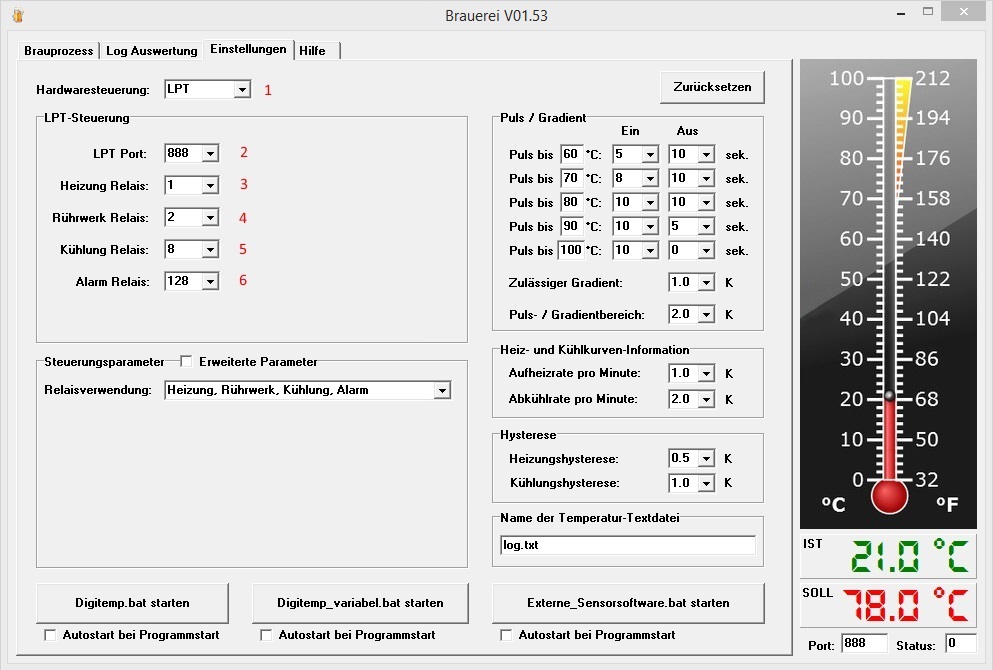 Brauerei V01.53
Brauprozess Log Auswertung Einstellungen Hilfe
Hardwaresteuerung: LPT 1
Zurücksetzen
LPT-Steuerung
LPT Port: 888 2
Heizung Relais: 1 3
Rührwerk Relais: 2 4
Kühlung Relais: 8 5
Alarm Relais: 128 6
Steuerungsparameter Erweiterte Parameter
Relaisverwendung: Heizung, Rührwerk, Kühlung, Alarm
Puls / Gradient
Ein Aus
Puls bis 60 °C: 5 10 sek.
Puls bis 70 °C: 8 10 sek.
Puls bis 80 °C: 10 10 sek.
Puls bis 90 °C: 10 5 sek.
Puls bis 100 °C: 10 0 sek.
Zulässiger Gradient: 1.0 K
Puls- / Gradientbereich: 2.0 K
Heiz- und Kühlkurven-Information
Aufheizrate pro Minute: 1.0 K
Abkühlrate pro Minute: 2.0 K
Hysterese
Heizungshysterese: 0.5 K
Kühlungshysterese: 1.0 K
Name der Temperatur-Textdatei
log.txt
Digitemp.bat starten
Autostart bei Programmstart
Digitemp_variabel.bat starten
Autostart bei Programmstart
Externe_Sensorsoftware.bat starten
Autostart bei Programmstart
100 212
90 194
80 176
70 158
60 140
50 122
40 104
30 86
20 68
10 50
0 32
°C °F
IST 21.0 °C
SOLL 78.0 °C
Port: 888 Status: 0